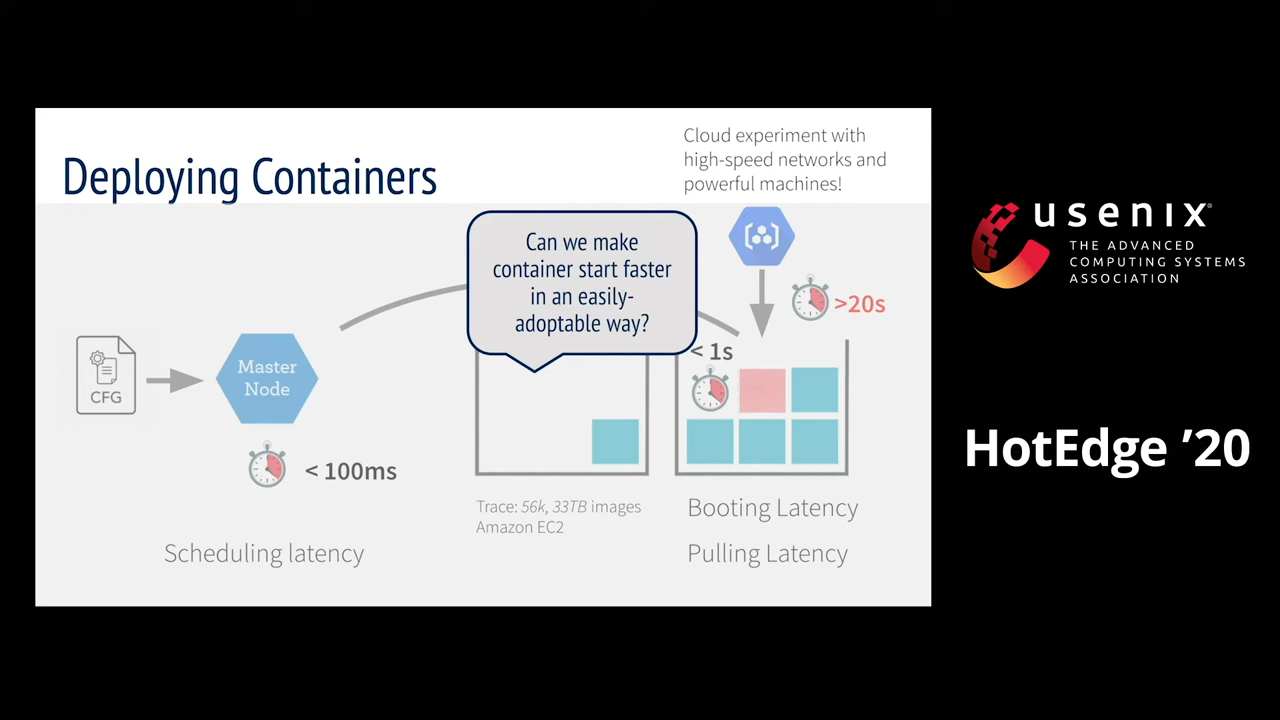 Deploying Containers
Cloud experiment with
high-speed networks and
powerful machines!
Can we make
container start faster
in an easily-
adoptable way?
>20s
< 1s
CFG
Master
Node
< 100ms
Trace: 56k, 33TB images
Amazon EC2
Scheduling latency
Booting Latency
Pulling Latency
usenix®
THE ADVANCED
COMPUTING SYSTEMS
ASSOCIATION
HotEdge ’20